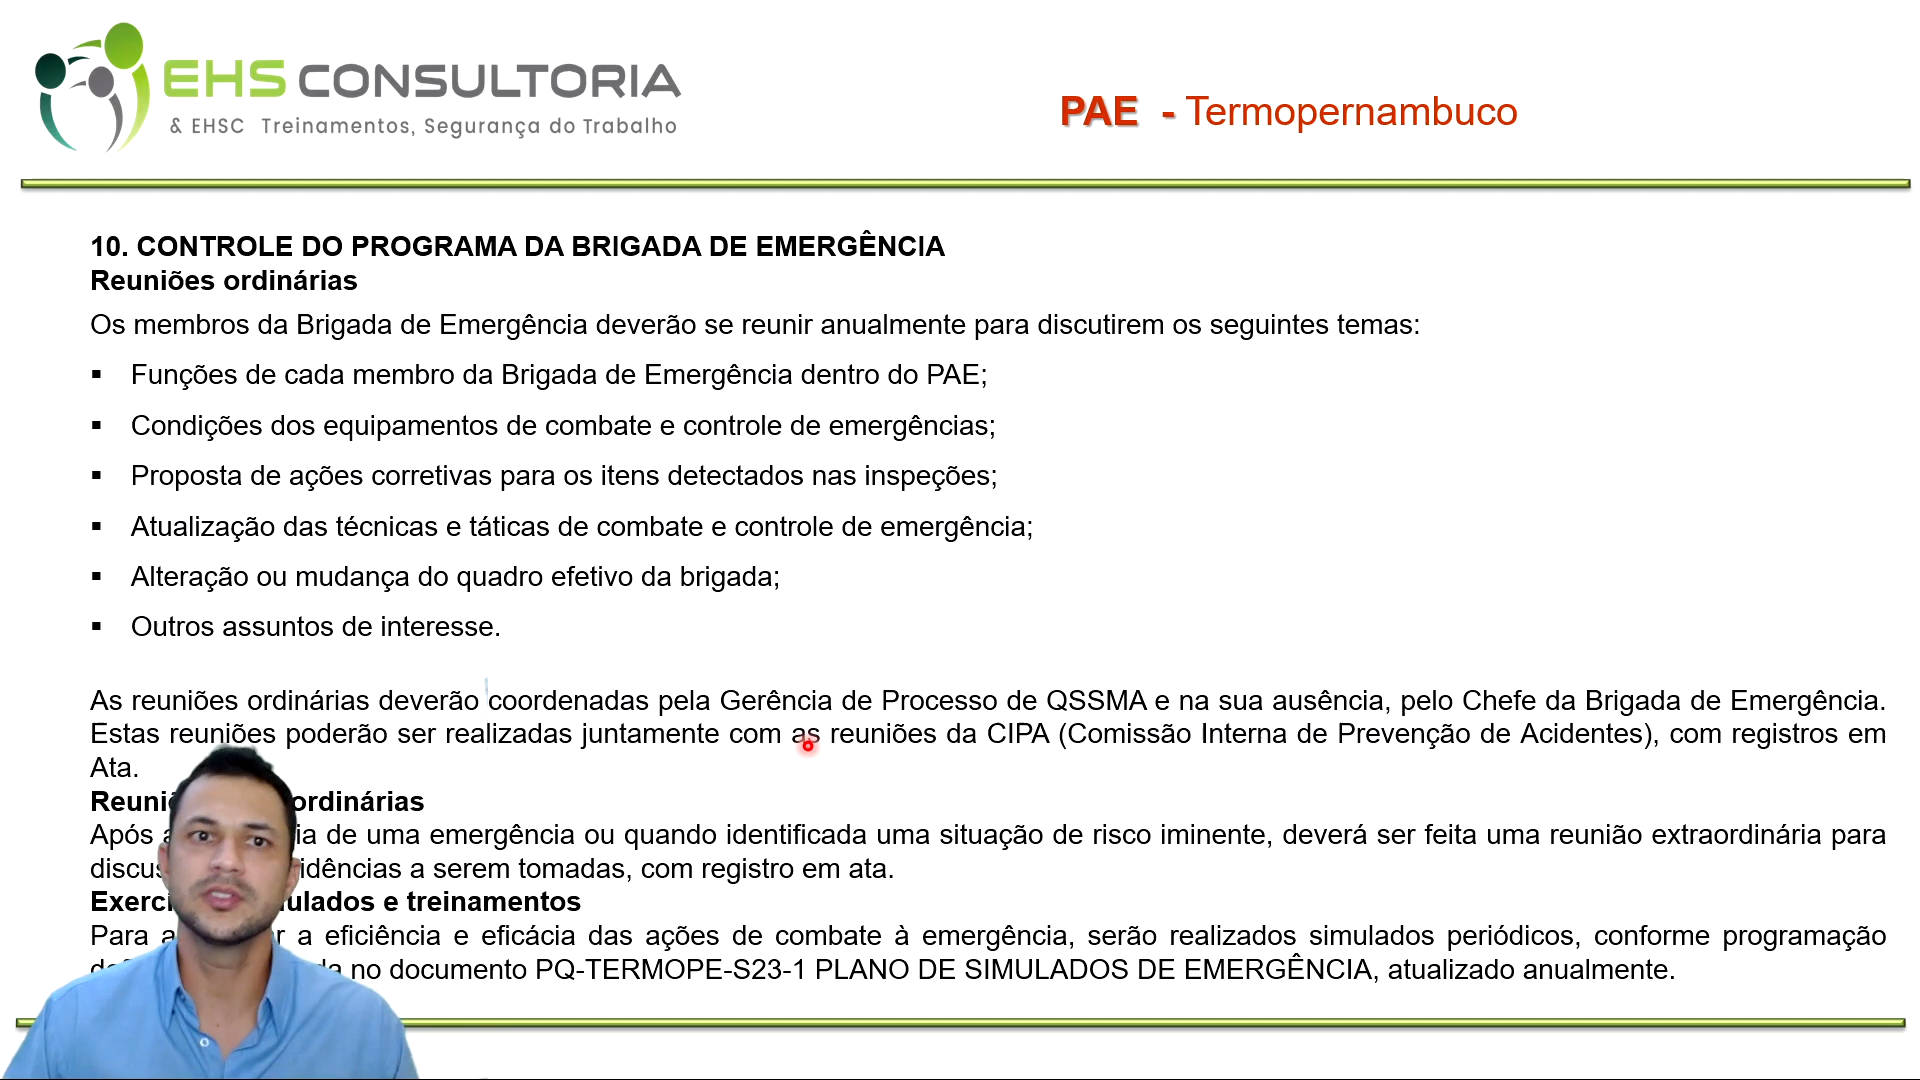 EHS CONSULTORIA
& EHSC Treinamentos, Segurança do Trabalho
PAE - Termopernambuco
10. CONTROLE DO PROGRAMA DA BRIGADA DE EMERGÊNCIA
Reuniões ordinárias
Os membros da Brigada de Emergência deverão se reunir anualmente para discutirem os seguintes temas:
▪ Funções de cada membro da Brigada de Emergência dentro do PAE;
▪ Condições dos equipamentos de combate e controle de emergências;
▪ Proposta de ações corretivas para os itens detectados nas inspeções;
▪ Atualização das técnicas e táticas de combate e controle de emergência;
▪ Alteração ou mudança do quadro efetivo da brigada;
▪ Outros assuntos de interesse.
As reuniões ordinárias deverão coordenadas pela Gerência de Processo de QSSMA e na sua ausência, pelo Chefe da Brigada de Emergência.
Estas reuniões poderão ser realizadas juntamente com as reuniões da CIPA (Comissão Interna de Prevenção de Acidentes), com registros em
Ata.
Reuni ordinárias
Após de uma emergência ou quando identificada uma situação de risco iminente, deverá ser feita uma reunião extraordinária para
a serem tomadas, com registro em ata.
e treinamentos
Para a eficiência e eficácia das ações de combate à emergência, serão realizados simulados periódicos, conforme programação
no documento PQ-TERMOPE-S23-1 PLANO DE SIMULADOS DE EMERGÊNCIA, atualizado anualmente.